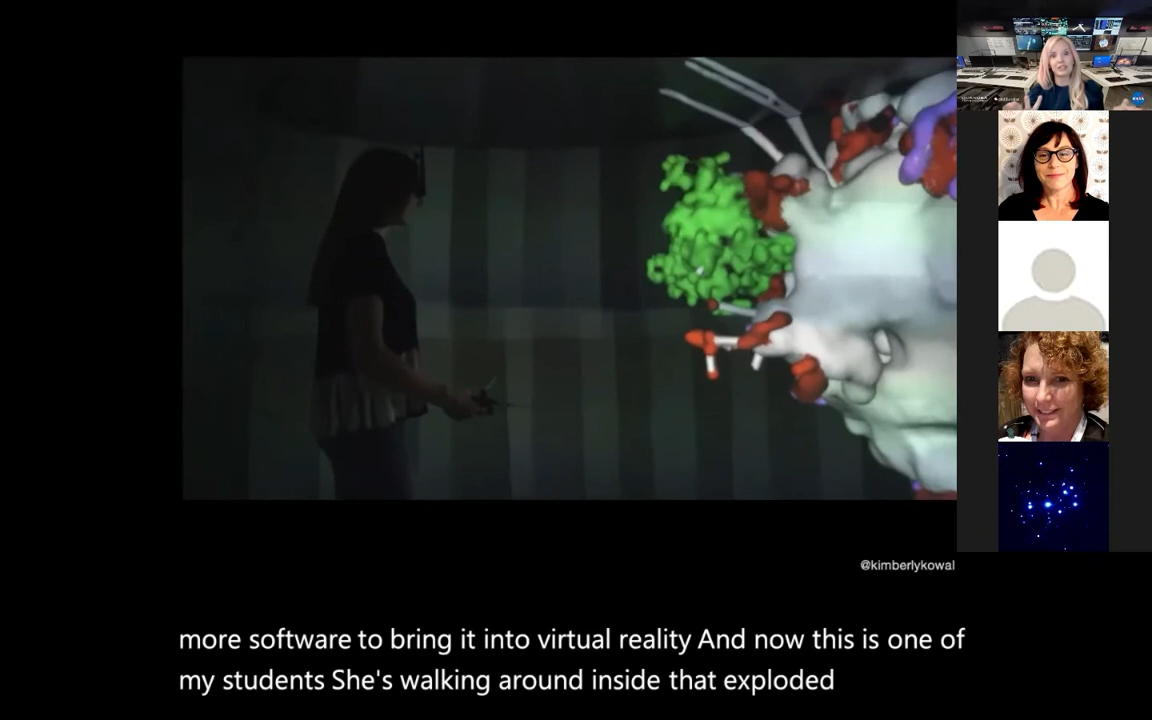 @kimberlykowal
more software to bring it into virtual reality And now this is one of
my students She's walking around inside that exploded